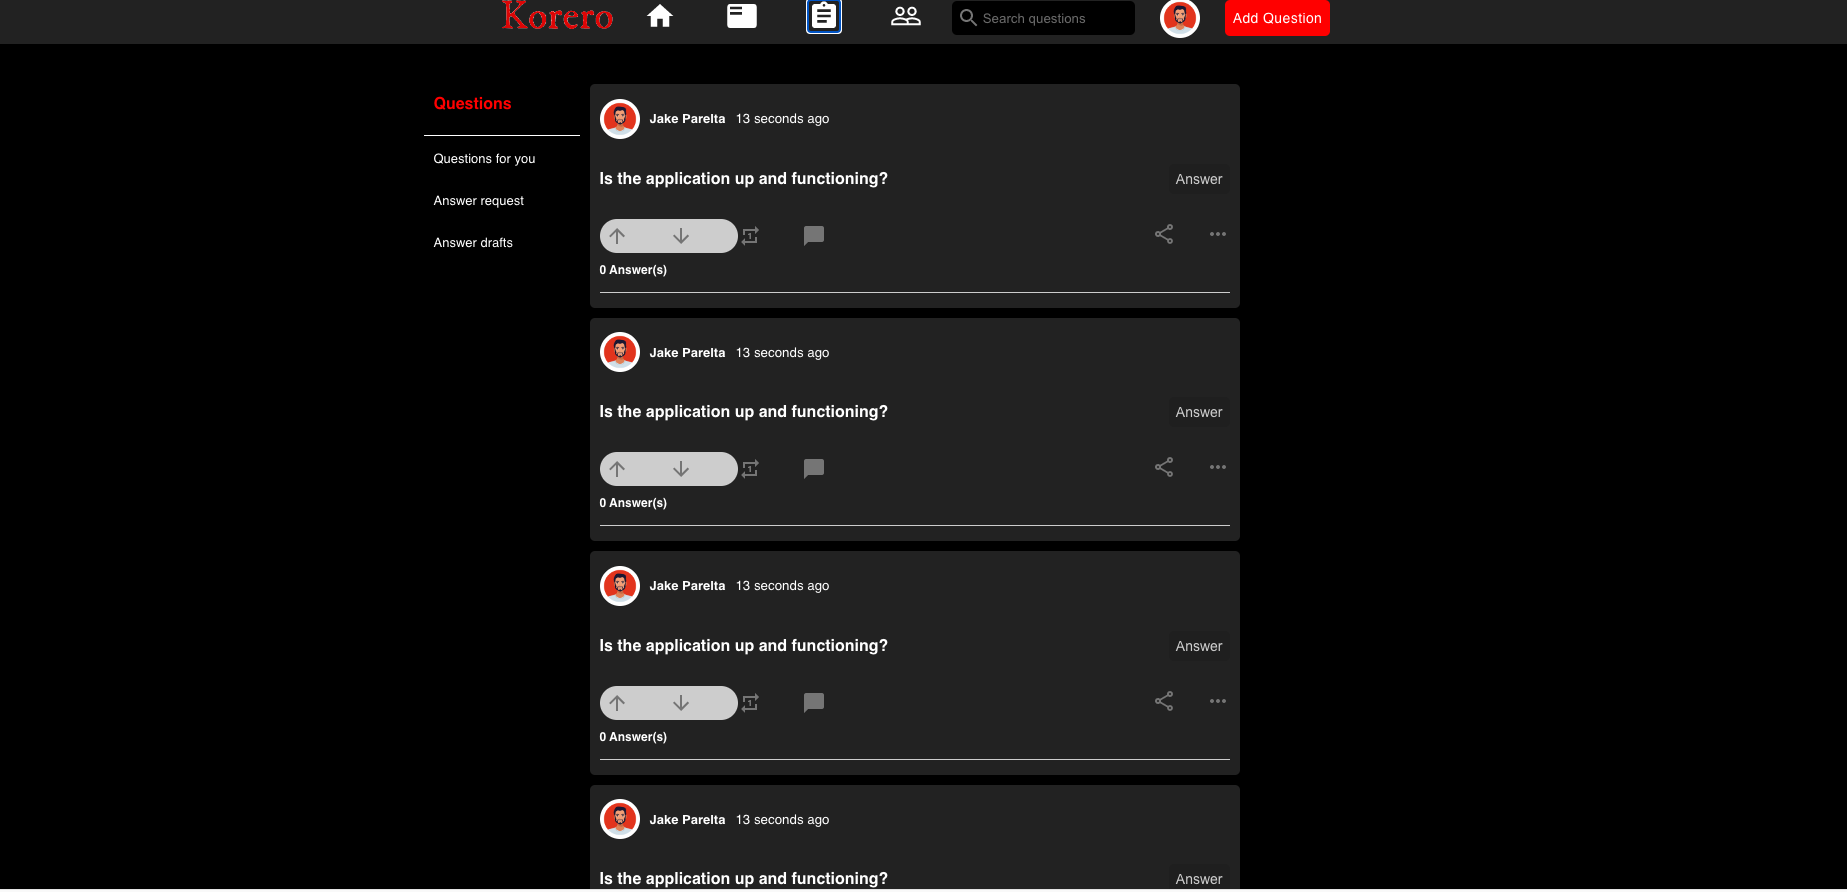 Korero
Search questions
Add Question
Questions
Questions for you
Answer request
Answer drafts
Jake Parelta 13 seconds ago
Is the application up and functioning?
Answer
1
0 Answer(s)
Jake Parelta 13 seconds ago
Is the application up and functioning?
Answer
1
0 Answer(s)
Jake Parelta 13 seconds ago
Is the application up and functioning?
Answer
1
0 Answer(s)
Jake Parelta 13 seconds ago
Is the application up and functioning?
Answer